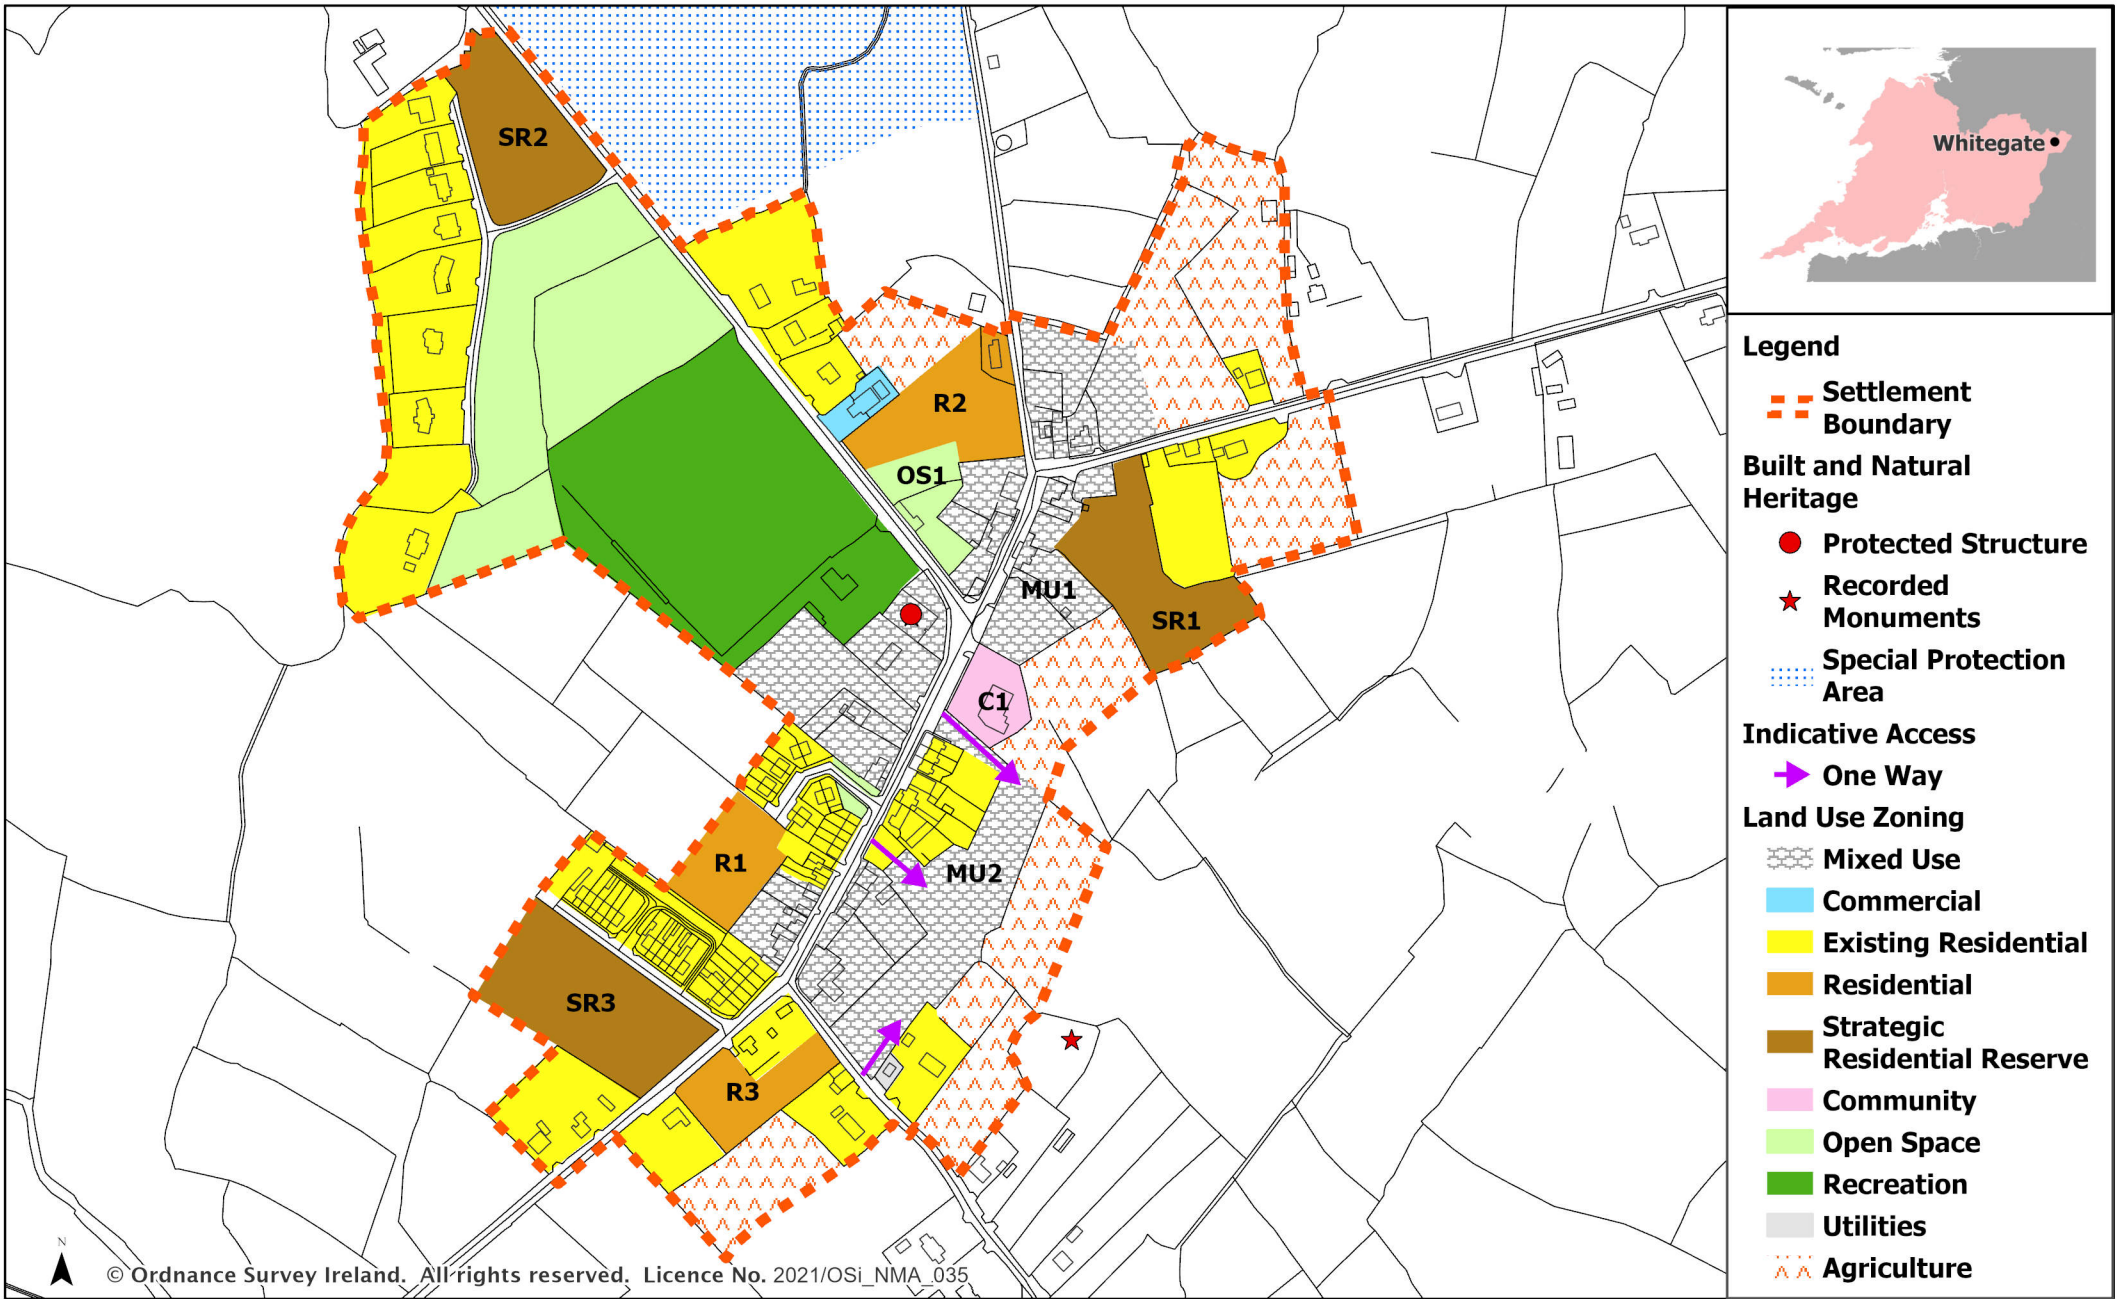 SR2
R2
OS1
MU1
SR1
C1
MU2
R1
SR3
R3
N
© Ordnance Survey Ireland. All rights reserved. Licence No. 2021/OSi_NMA_035
Whitegate
Legend
Settlement
Boundary
Built and Natural
Heritage
Protected Structure
Recorded
Monuments
Special Protection
Area
Indicative Access
One Way
Land Use Zoning
Mixed Use
Commercial
Existing Residential
Residential
Strategic
Residential Reserve
Community
Open Space
Recreation
Utilities
Agriculture